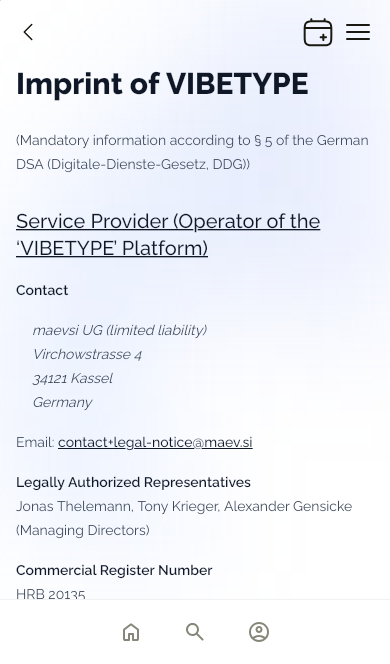 Imprint of VIBETYPE
(Mandatory information according to § 5 of the German
DSA (Digitale-Dienste-Gesetz, DDG))
Service Provider (Operator of the
‘VIBETYPE’ Platform)
Contact
maevsi UG (limited liability)
Virchowstrasse 4
34121 Kassel
Germany
Email: contact+legal-notice@maev.si
Legally Authorized Representatives
Jonas Thelemann, Tony Krieger, Alexander Gensicke
(Managing Directors)
Commercial Register Number
HRB 20135